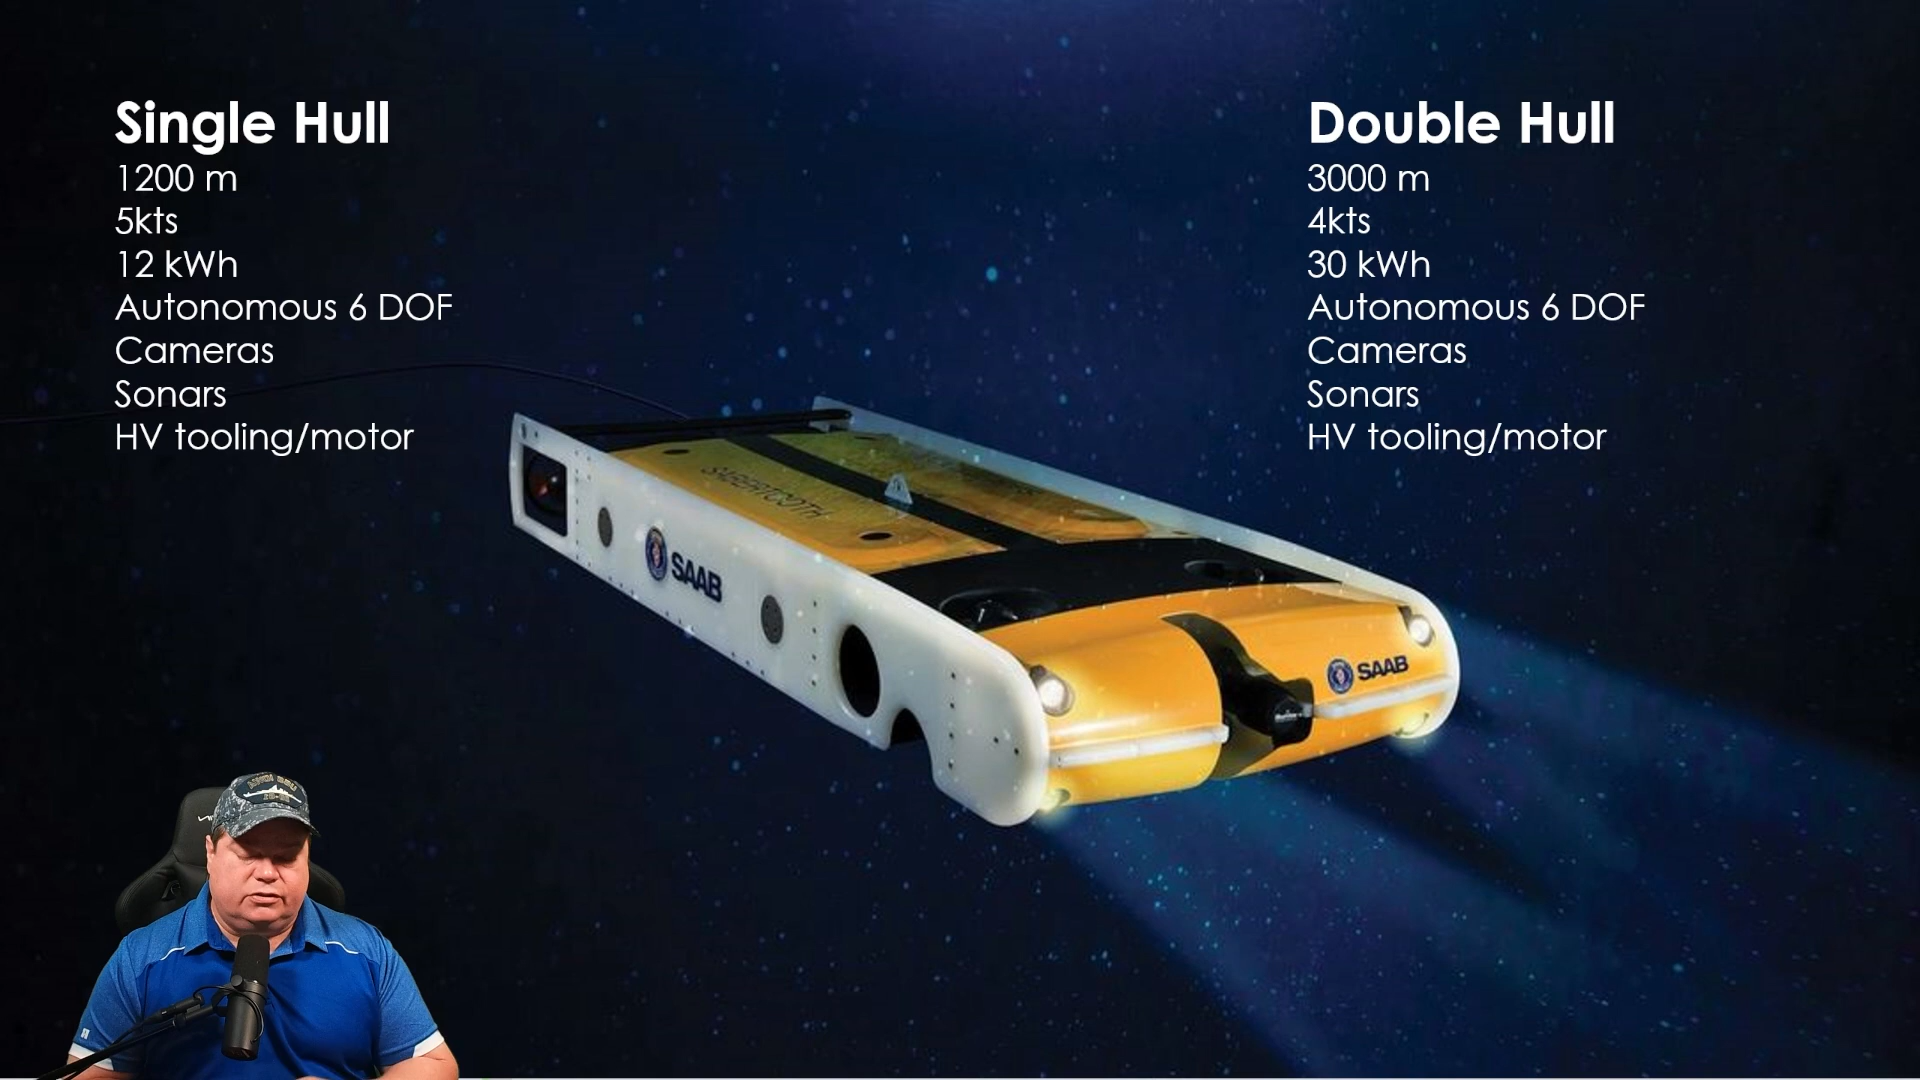 Single Hull
1200 m
5kts
12 kWh
Autonomous 6 DOF
Cameras
Sonars
HV tooling/motor
Double Hull
3000 m
4kts
30 kWh
Autonomous 6 DOF
Cameras
Sonars
HV tooling/motor
SABERTOOTH
SAAB
SAAB